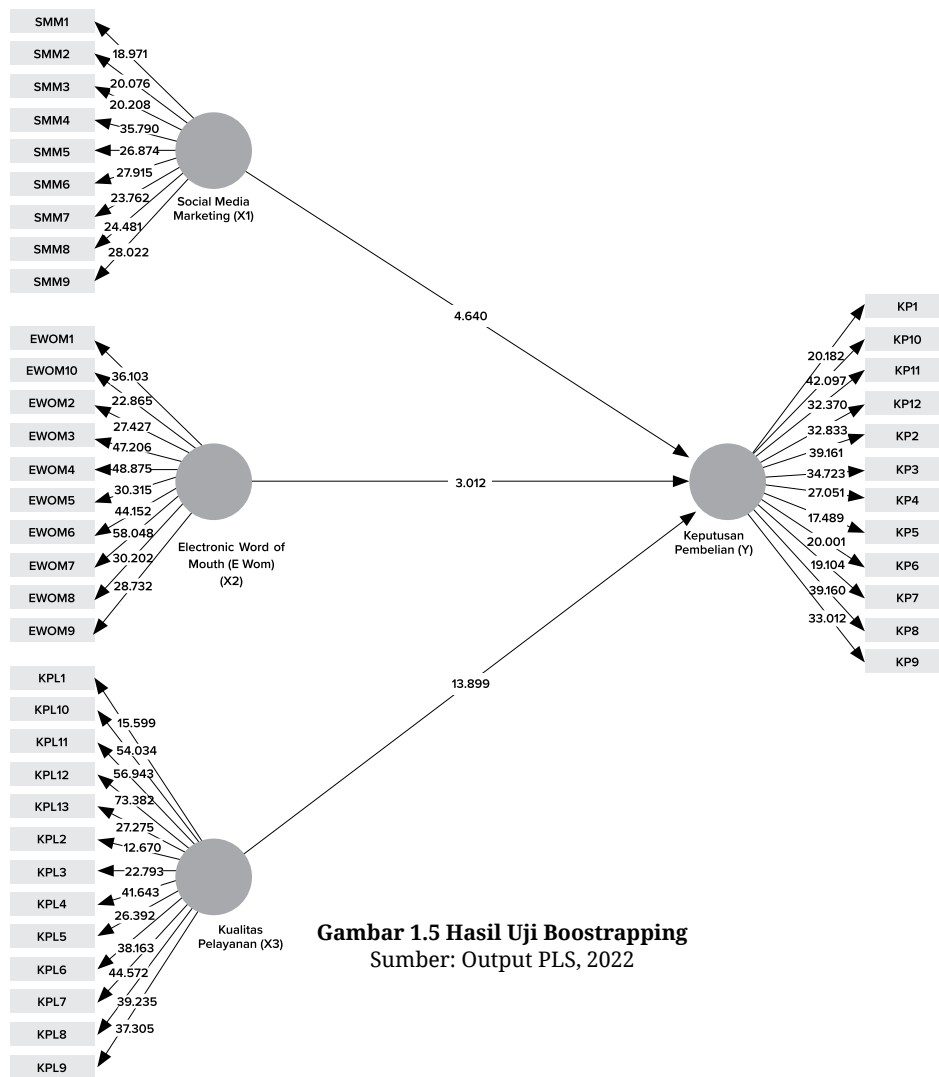 SMM1
SMM2
SMM3
SMM4
SMM5
SMM6
SMM7
SMM8
SMM9
18.971
20.076
20.208
35.790
26.874
27.915
23.762
24.481
28.022
Social Media
Marketing (X1)
4.640
EWOM1
EWOM10
EWOM2
EWOM3
EWOM4
EWOM5
EWOM6
EWOM7
EWOM8
EWOM9
36.103
22.865
27.427
47.206
48.875
30.315
44.152
58.048
30.202
28.732
Electronic Word of
Mouth (E Wom)
(X2)
3.012
KPL1
KPL10
KPL11
KPL12
KPL13
KPL2
KPL3
KPL4
KPL5
KPL6
KPL7
KPL8
KPL9
15.599
54.034
56.943
73.382
27.275
12.670
22.793
41.643
26.392
38.163
44.572
39.235
37.305
Kualitas
Pelayanan (X3)
13.899
Keputusan
Pembelian (Y)
20.182
42.097
32.370
32.833
39.161
34.723
27.051
17.489
20.001
19.104
39.160
33.012
KP1
KP10
KP11
KP12
KP2
KP3
KP4
KP5
KP6
KP7
KP8
KP9
Gambar 1.5 Hasil Uji Boostrapping
Sumber: Output PLS, 2022